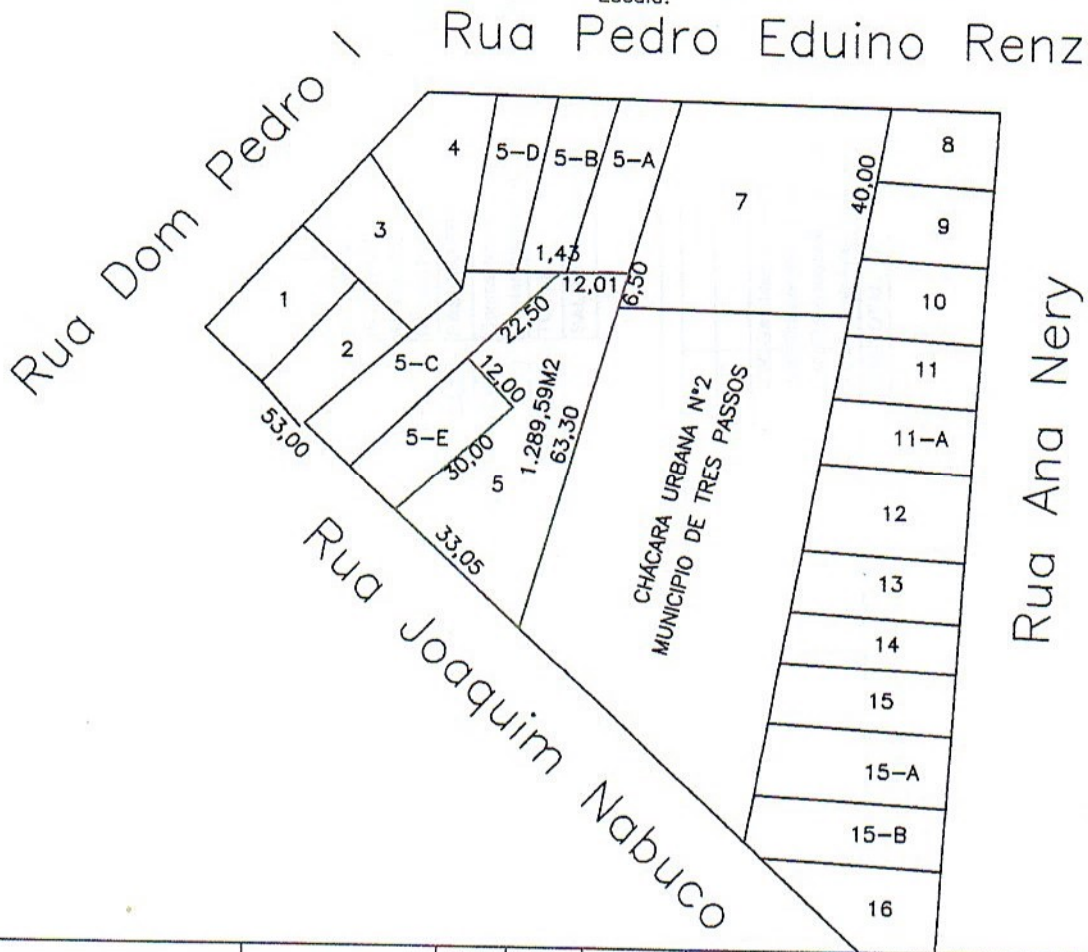 Rua Pedro Eduino Renz
Rua Dom Pedro I
4
5-D
5-B
5-A
7
40,00
8
3
9
1,43
12,01
6,50
1
10
22,50
2
5-C
12,00
11
53,00
5-E
30,00
5
1.289,59M2
63,30
11-A
CHÁCARA URBANA N°2
MUNICIPIO DE TRES PASSOS
12
33,05
13
Rua Ana Nery
14
Rua Joaquim Nabuco
15
15-A
15-B
16